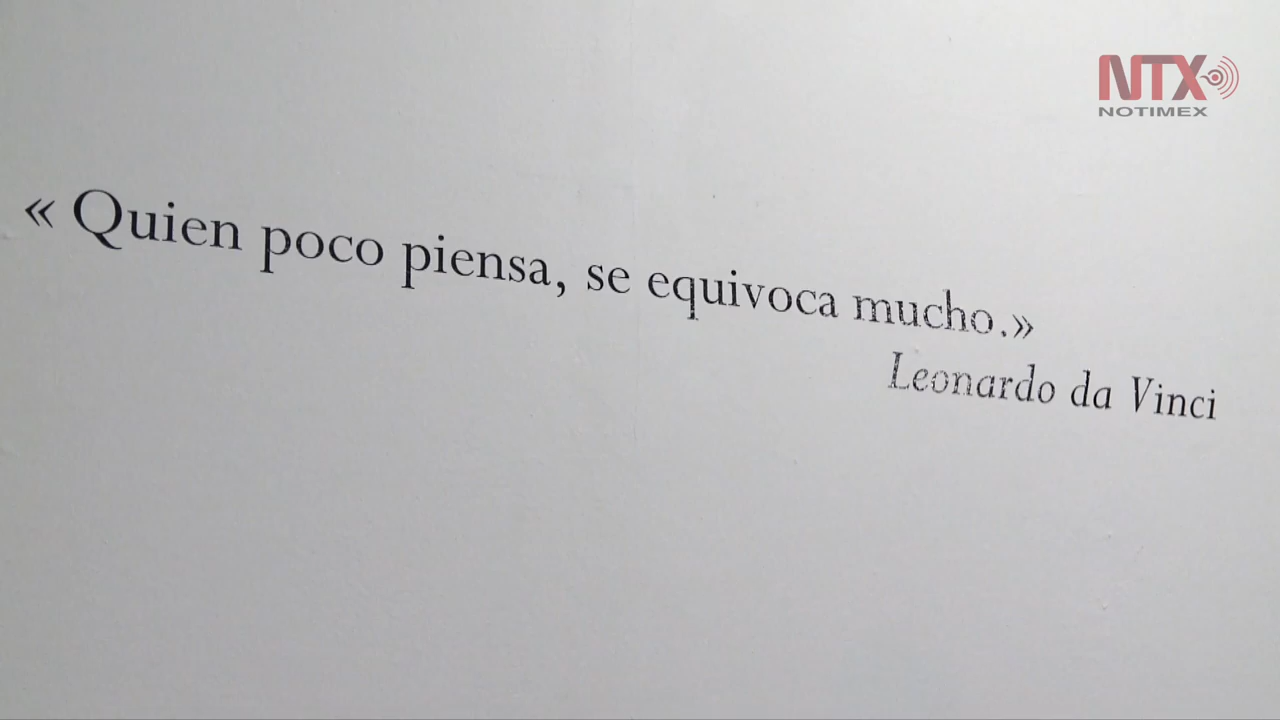 NTX
NOTIMEX
« Quien poco piensa, se equivoca mucho.»
Leonardo da Vinci